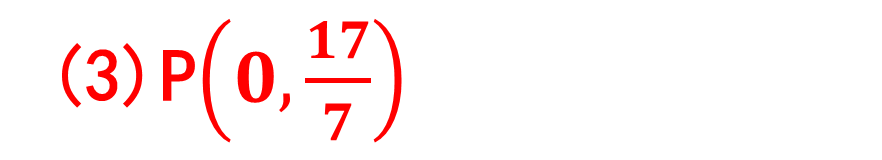 (3) P(0, 17/7)